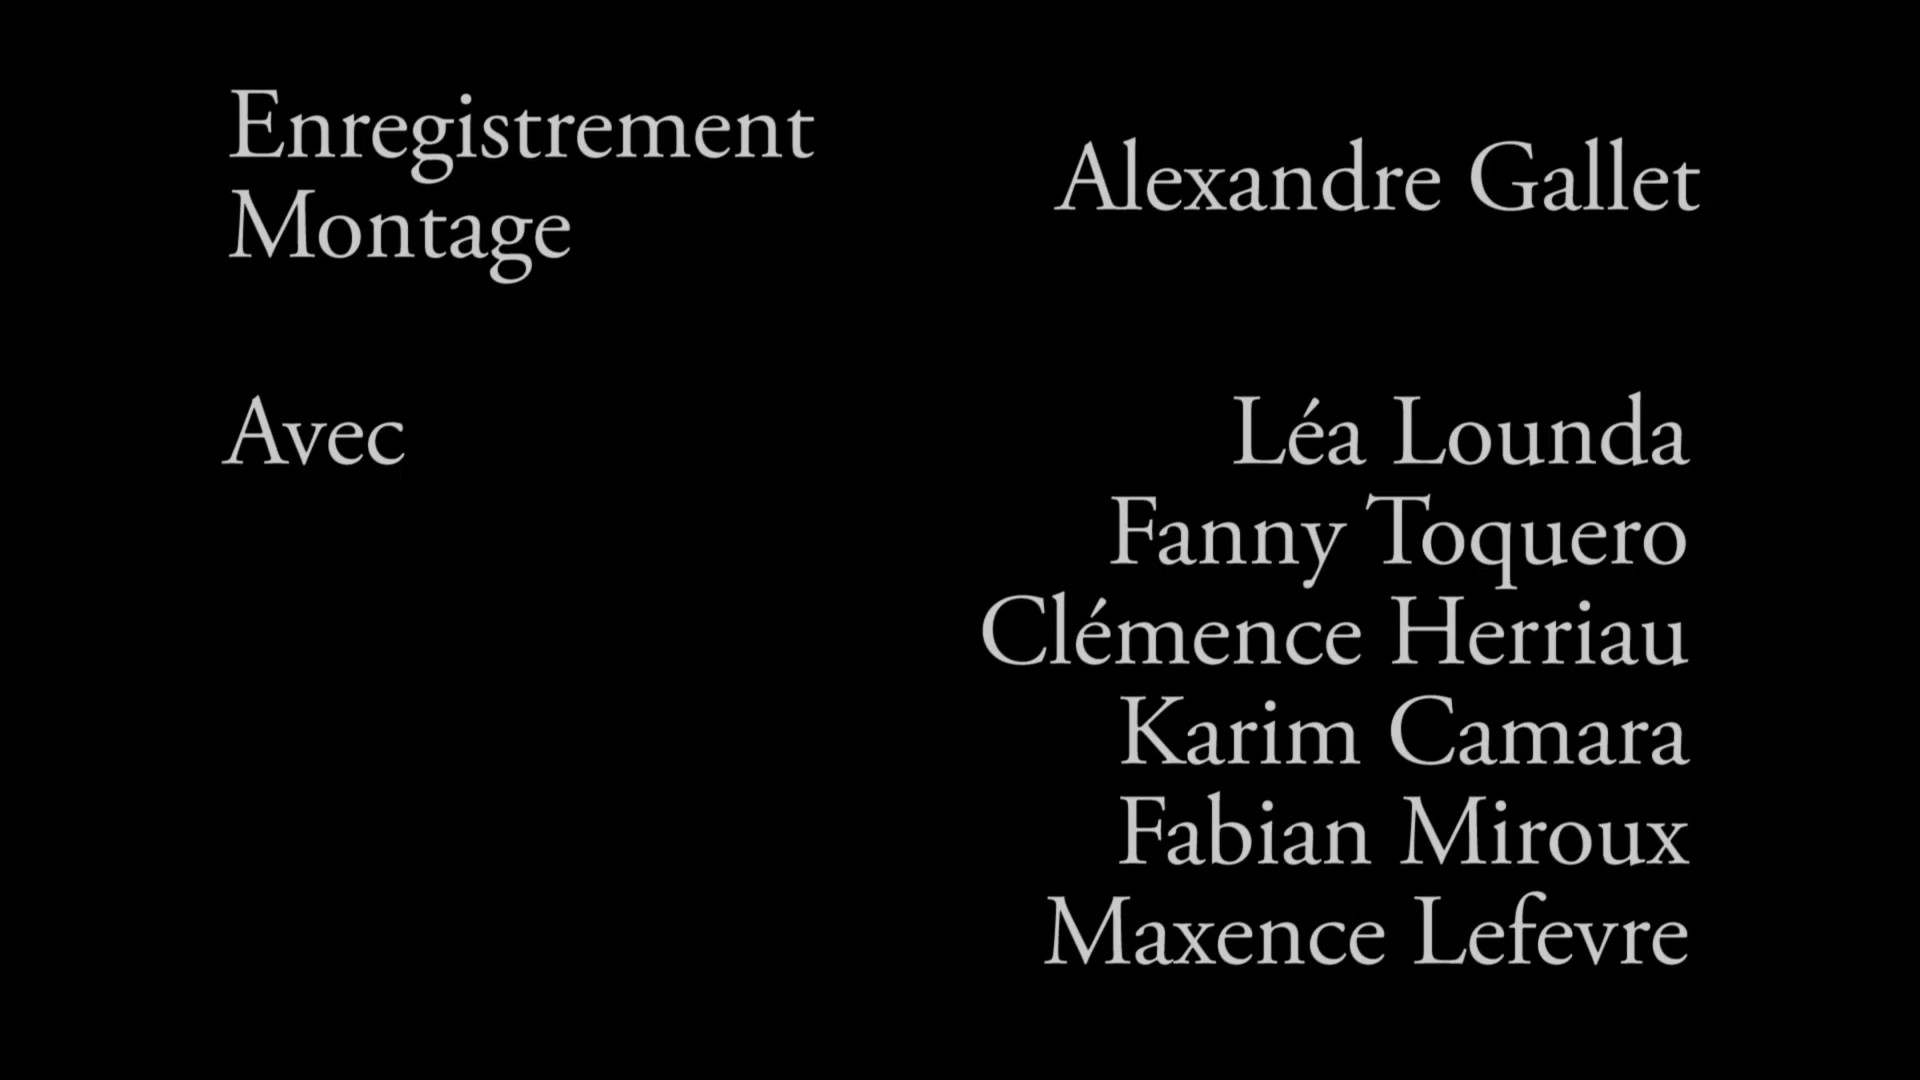 Enregistrement
Montage
Alexandre Gallet
Avec
Léa Lounda
Fanny Toquero
Clémence Herriau
Karim Camara
Fabian Miroux
Maxence Lefevre